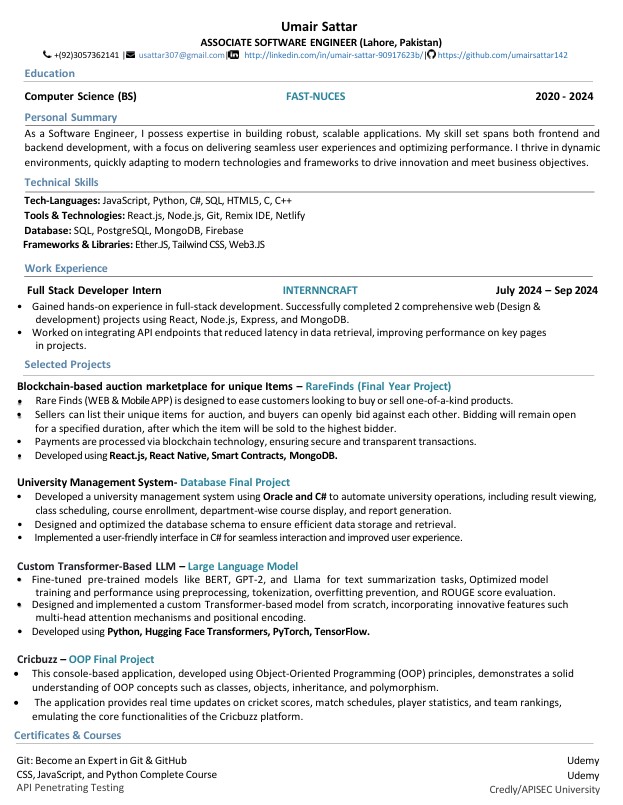 Umair Sattar
ASSOCIATE SOFTWARE ENGINEER (Lahore, Pakistan)
+(92)3057362141 | usattar307@gmail.com| http://linkedin.com/in/umair-sattar-90917623b/| https://github.com/umairsattar142
Education
Computer Science (BS) FAST-NUCES 2020 - 2024
Personal Summary
As a Software Engineer, I possess expertise in building robust, scalable applications. My skill set spans both frontend and
backend development, with a focus on delivering seamless user experiences and optimizing performance. I thrive in dynamic
environments, quickly adapting to modern technologies and frameworks to drive innovation and meet business objectives.
Technical Skills
Tech-Languages: JavaScript, Python, C#, SQL, HTML5, C, C++
Tools & Technologies: React.js, Node.js, Git, Remix IDE, Netlify
Database: SQL, PostgreSQL, MongoDB, Firebase
Frameworks & Libraries: Ether.JS, Tailwind CSS, Web3.JS
Work Experience
Full Stack Developer Intern INTERNNCRAFT July 2024 – Sep 2024
• Gained hands-on experience in full-stack development. Successfully completed 2 comprehensive web (Design &
development) projects using React, Node.js, Express, and MongoDB.
• Worked on integrating API endpoints that reduced latency in data retrieval, improving performance on key pages
in projects.
Selected Projects
Blockchain-based auction marketplace for unique Items – RareFinds (Final Year Project)
• Rare Finds (WEB & Mobile APP) is designed to ease customers looking to buy or sell one-of-a-kind products.
• Sellers can list their unique items for auction, and buyers can openly bid against each other. Bidding will remain open
for a specified duration, after which the item will be sold to the highest bidder.
• Payments are processed via blockchain technology, ensuring secure and transparent transactions.
• Developed using React.js, React Native, Smart Contracts, MongoDB.
University Management System- Database Final Project
• Developed a university management system using Oracle and C# to automate university operations, including result viewing,
class scheduling, course enrollment, department-wise course display, and report generation.
• Designed and optimized the database schema to ensure efficient data storage and retrieval.
• Implemented a user-friendly interface in C# for seamless interaction and improved user experience.
Custom Transformer-Based LLM – Large Language Model
• Fine-tuned pre-trained models like BERT, GPT-2, and Llama for text summarization tasks, Optimized model
training and performance using preprocessing, tokenization, overfitting prevention, and ROUGE score evaluation.
• Designed and implemented a custom Transformer-based model from scratch, incorporating innovative features such
multi-head attention mechanisms and positional encoding.
• Developed using Python, Hugging Face Transformers, PyTorch, TensorFlow.
Cricbuzz – OOP Final Project
• This console-based application, developed using Object-Oriented Programming (OOP) principles, demonstrates a solid
understanding of OOP concepts such as classes, objects, inheritance, and polymorphism.
• The application provides real time updates on cricket scores, match schedules, player statistics, and team rankings,
emulating the core functionalities of the Cricbuzz platform.
Certificates & Courses
Git: Become an Expert in Git & GitHub Udemy
CSS, JavaScript, and Python Complete Course Udemy
API Penetrating Testing Credly/APISEC University